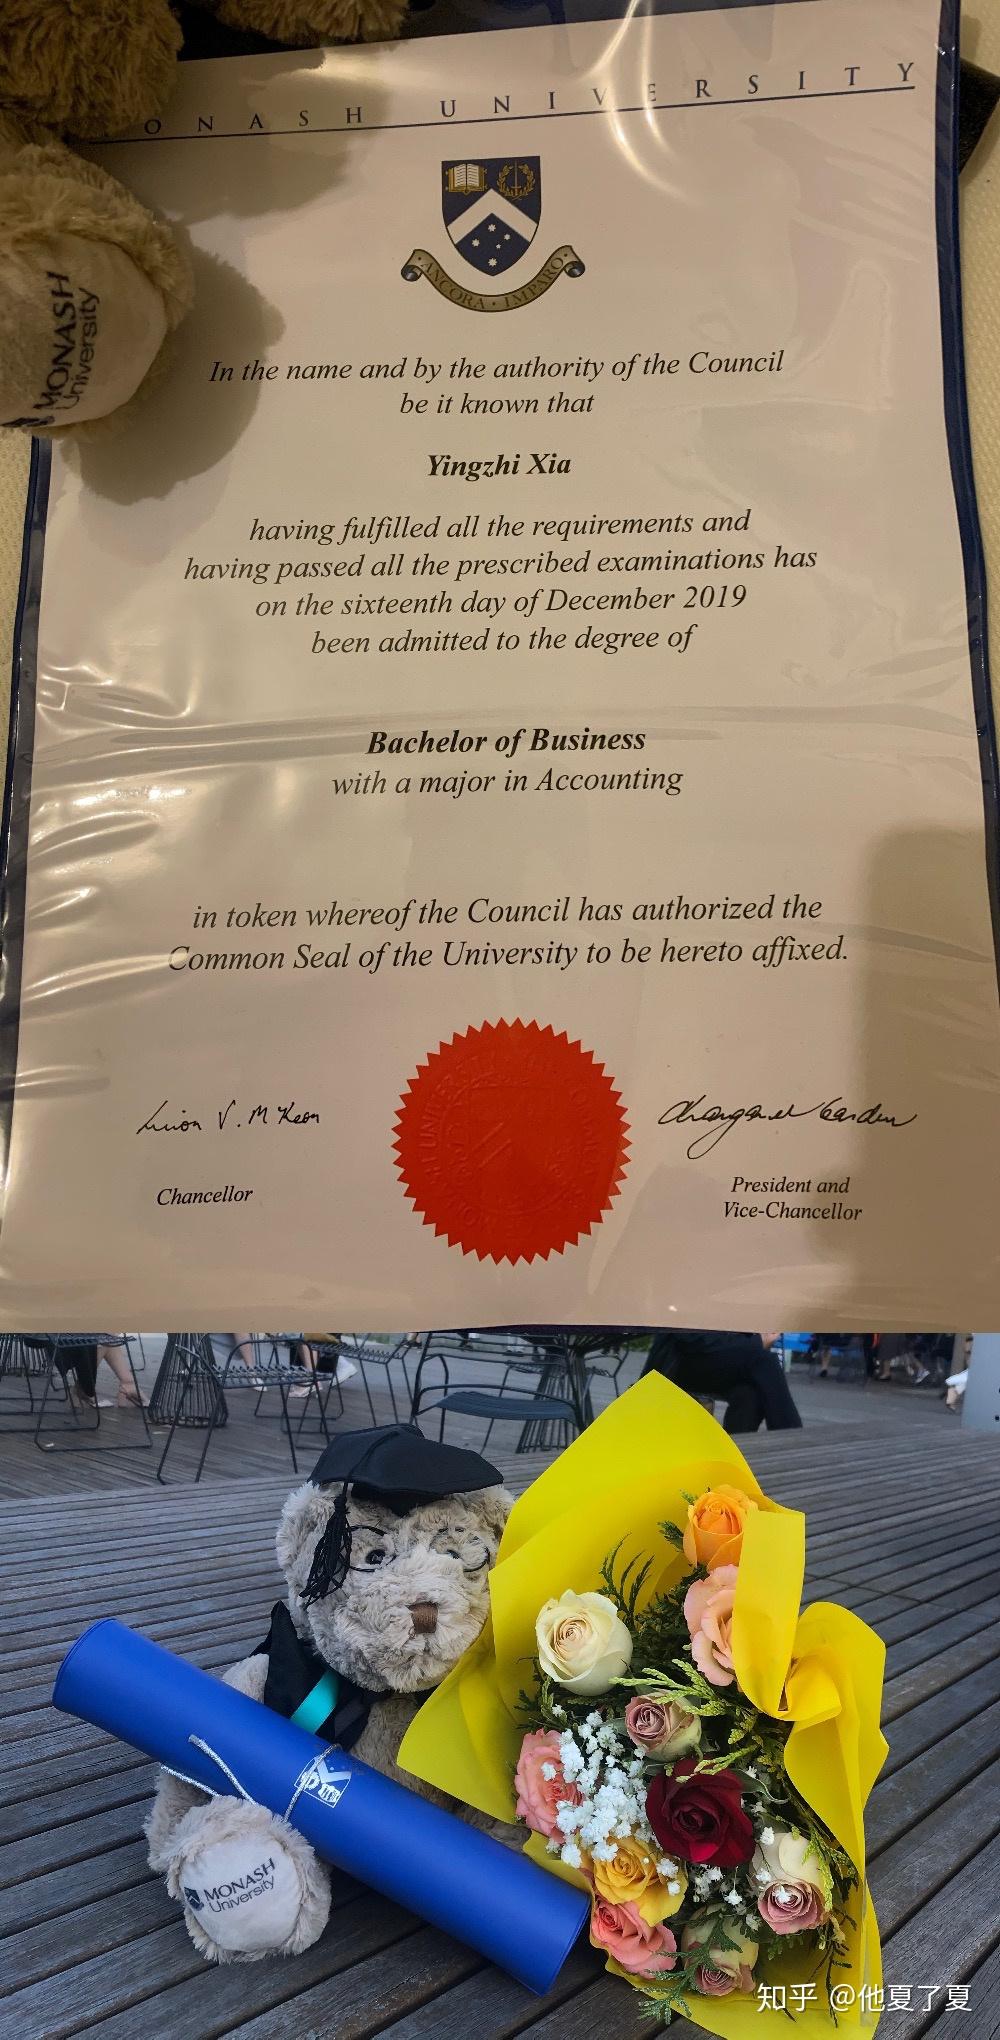 ONASH UNIVERSITY
ANCORA · IMPARO
MONASH
University
In the name and by the authority of the Council
be it known that
Yingzhi Xia
having fulfilled all the requirements and
having passed all the prescribed examinations has
on the sixteenth day of December 2019
been admitted to the degree of
Bachelor of Business
with a major in Accounting
in token whereof the Council has authorized the
Common Seal of the University to be hereto affixed.
Chancellor
President and
Vice-Chancellor
MONASH
University
知乎 @他夏了夏